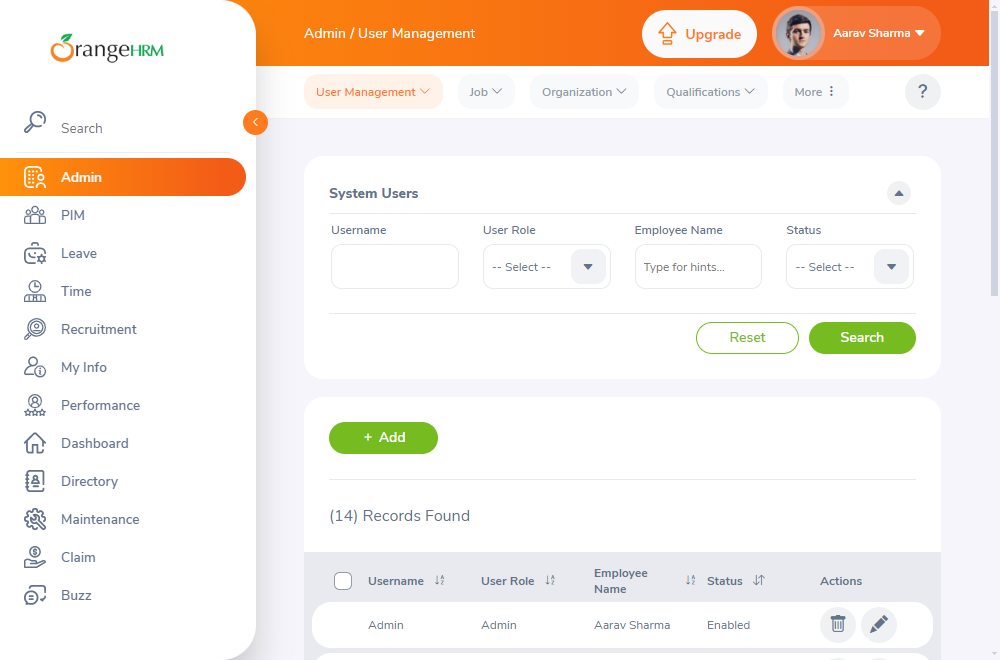 OrangeHRM
Search
Admin
PIM
Leave
Time
Recruitment
My Info
Performance
Dashboard
Directory
Maintenance
Claim
Buzz
Admin / User Management
Upgrade
Aarav Sharma
User Management
Job
Organization
Qualifications
More
?
System Users
Username User Role Employee Name Status
-- Select -- Type for hints... -- Select --
Reset Search
+ Add
(14) Records Found
Username User Role Employee Name Status Actions
Admin Admin Aarav Sharma Enabled